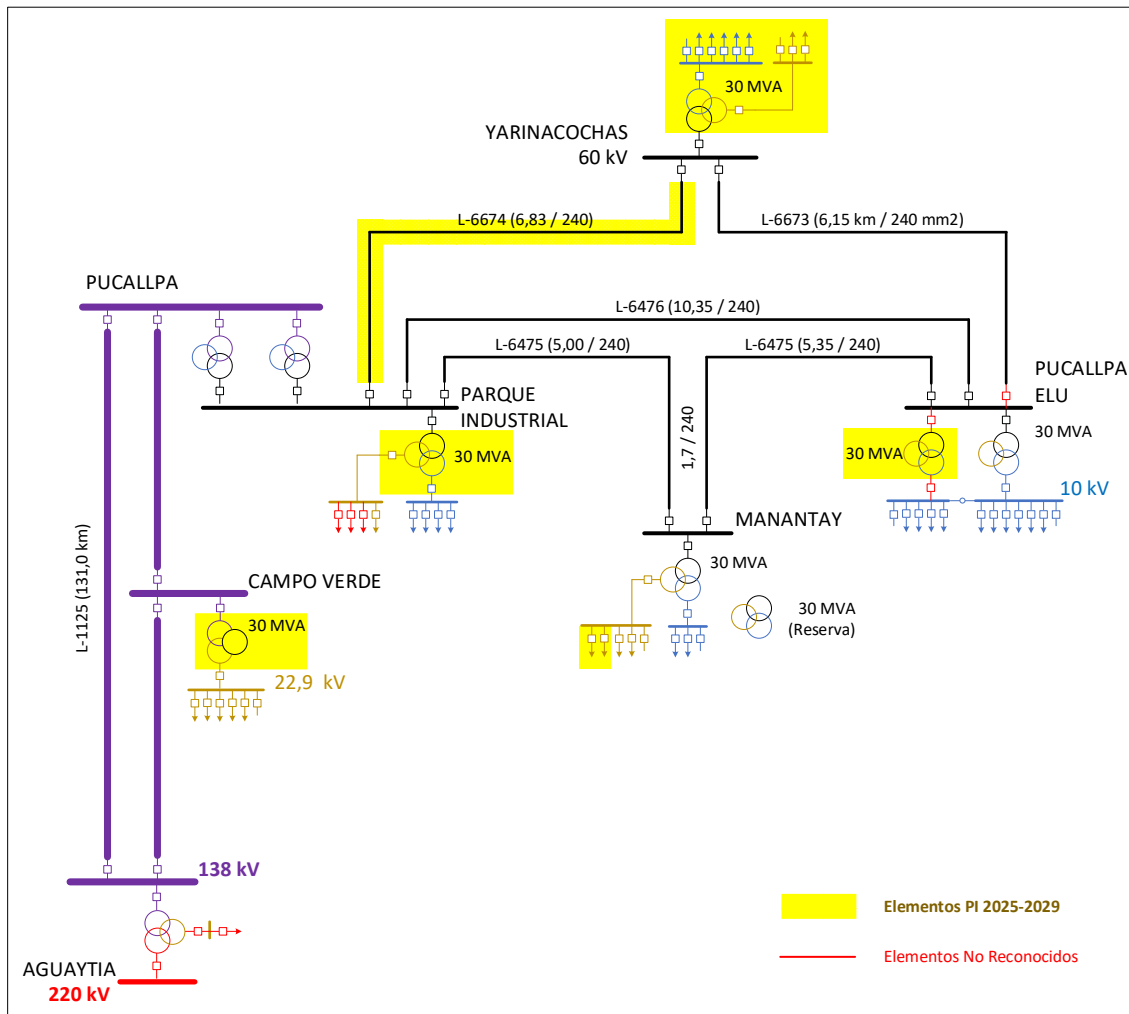 30 MVA
YARINACOCHAS
60 kV
L-6674 (6,83 / 240)
L-6673 (6,15 km / 240 mm2)
PUCALLPA
L-6476 (10,35 / 240)
L-6475 (5,00 / 240)
L-6475 (5,35 / 240)
PUCALLPA
ELU
PARQUE
INDUSTRIAL
30 MVA
30 MVA
30 MVA
1,7 / 240
10 kV
MANANTAY
30 MVA
30 MVA
(Reserva)
L-1125 (131,0 km)
CAMPO VERDE
30 MVA
22,9 kV
138 kV
AGUAYTIA
220 kV
Elementos PI 2025-2029
Elementos No Reconocidos